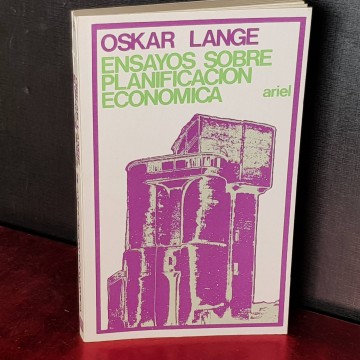 OSKAR LANGE
ENSAYOS SOBRE
PLANIFICACION
ECONOMICA
ariel